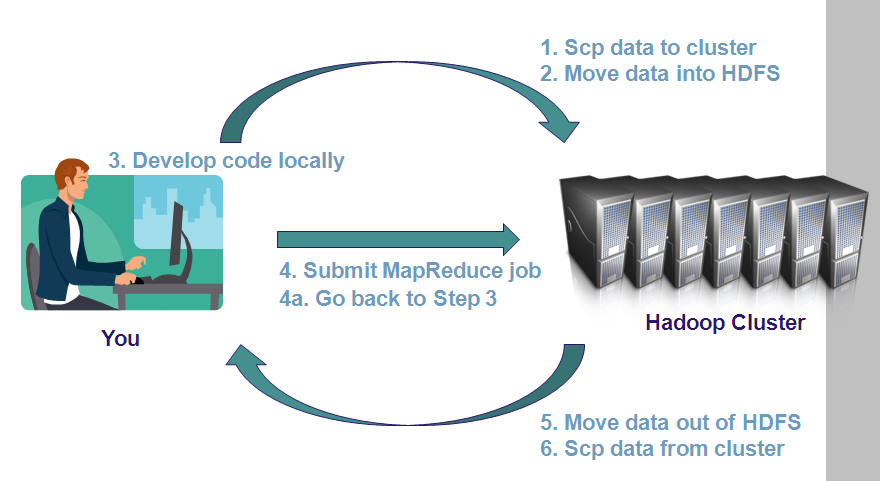 1. Scp data to cluster
2. Move data into HDFS
3. Develop code locally
4. Submit MapReduce job
4a. Go back to Step 3
You
Hadoop Cluster
5. Move data out of HDFS
6. Scp data from cluster